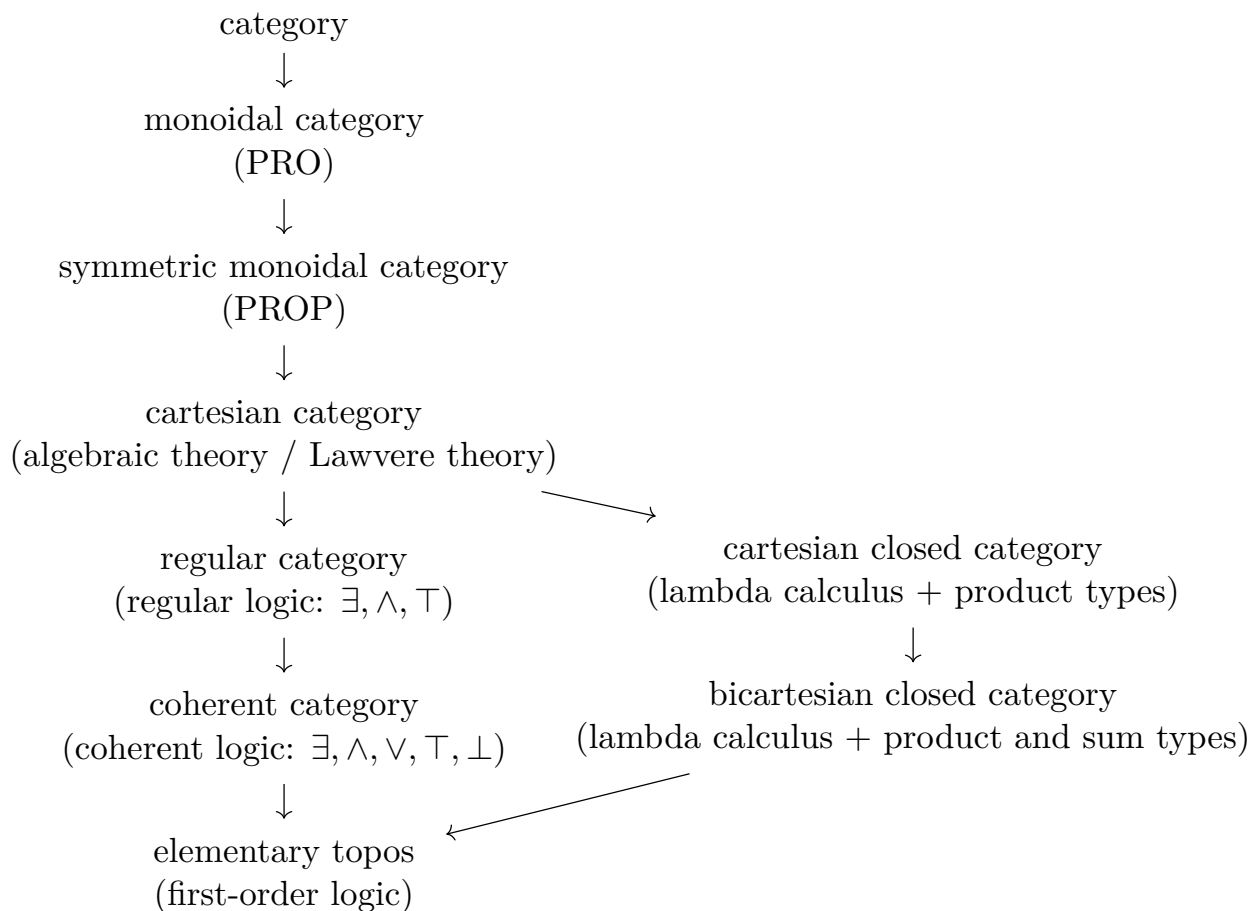 category
monoidal category
(PRO)
symmetric monoidal category
(PROP)
cartesian category
(algebraic theory / Lawvere theory)
regular category
(regular logic: ∃, ∧, ⊤)
cartesian closed category
(lambda calculus + product types)
coherent category
(coherent logic: ∃, ∧, ∨, ⊤, ⊥)
bicartesian closed category
(lambda calculus + product and sum types)
elementary topos
(first-order logic)